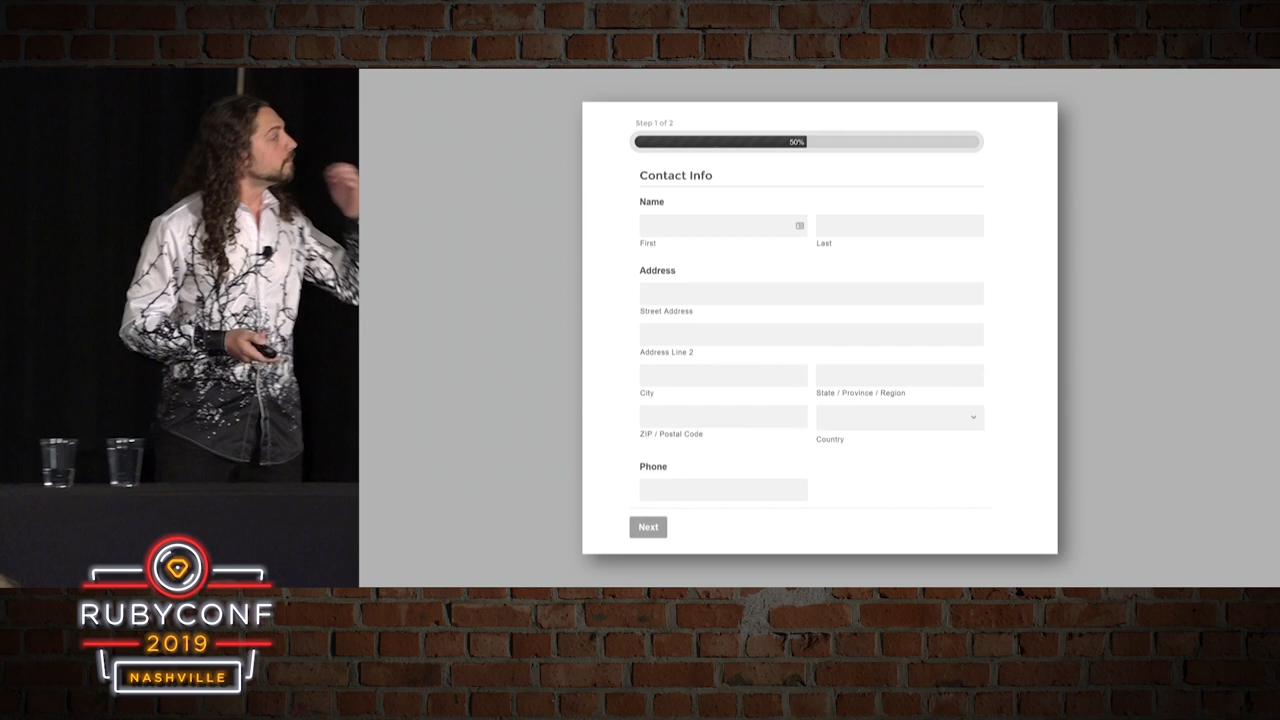 Step 1 of 2
50%
Contact Info
Name
First
Last
Address
Street Address
Address Line 2
City
State / Province / Region
ZIP / Postal Code
Country
Phone
Next
RUBYCONF
2019
NASHVILLE